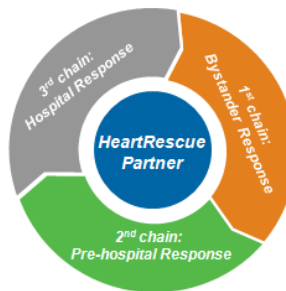 HeartRescue
Partner
1st chain:
Bystander Response
2nd chain:
Pre-hospital Response
3rd chain:
Hospital Response